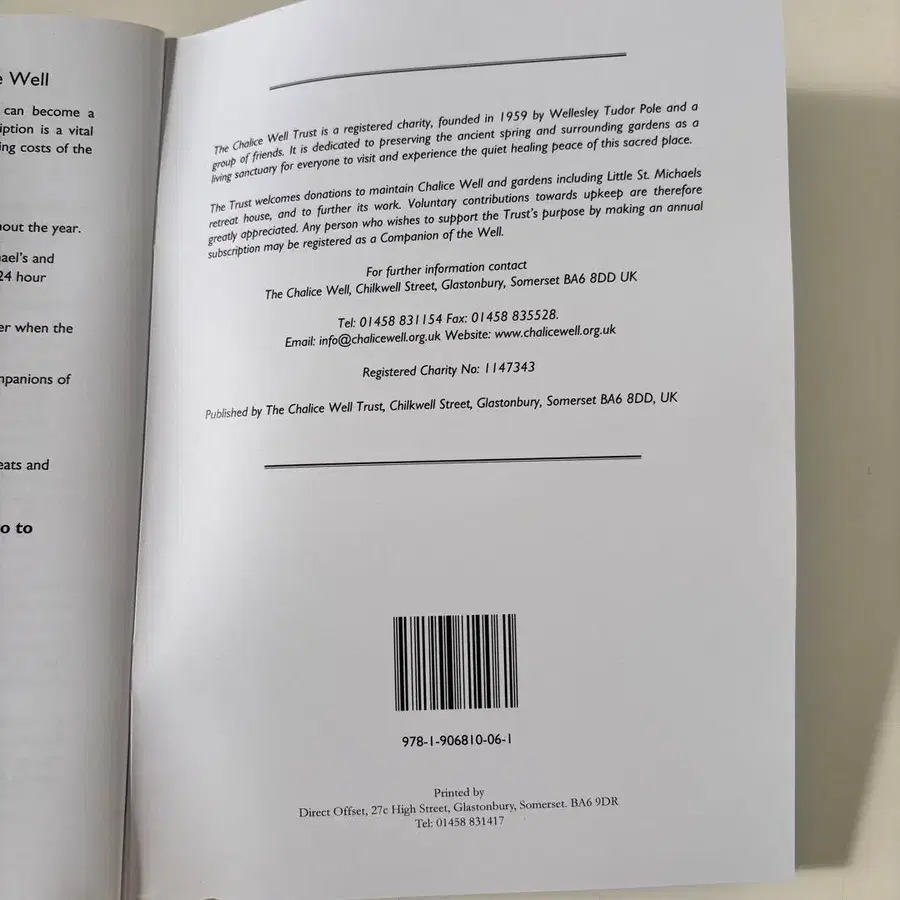 e Well
can become a
iption is a vital
ing costs of the
out the year.
ael's and
24 hour
er when the
mpanions of
eats and
o to
The Chalice Well Trust is a registered charity, founded in 1959 by Wellesley Tudor Pole and a
group of friends. It is dedicated to preserving the ancient spring and surrounding gardens as a
living sanctuary for everyone to visit and experience the quiet healing peace of this sacred place.
The Trust welcomes donations to maintain Chalice Well and gardens including Little St. Michaels
retreat house, and to further its work. Voluntary contributions towards upkeep are therefore
greatly appreciated. Any person who wishes to support the Trust's purpose by making an annual
subscription may be registered as a Companion of the Well.
For further information contact
The Chalice Well, Chilkwell Street, Glastonbury, Somerset BA6 8DD UK
Tel: 01458 831154 Fax: 01458 835528.
Email: info@chalicewell.org.uk Website: www.chalicewell.org.uk
Registered Charity No: 1147343
Published by The Chalice Well Trust, Chilkwell Street, Glastonbury, Somerset BA6 8DD, UK
978-1-906810-06-1
Printed by
Direct Offset, 27c High Street, Glastonbury, Somerset. BA6 9DR
Tel: 01458 831417